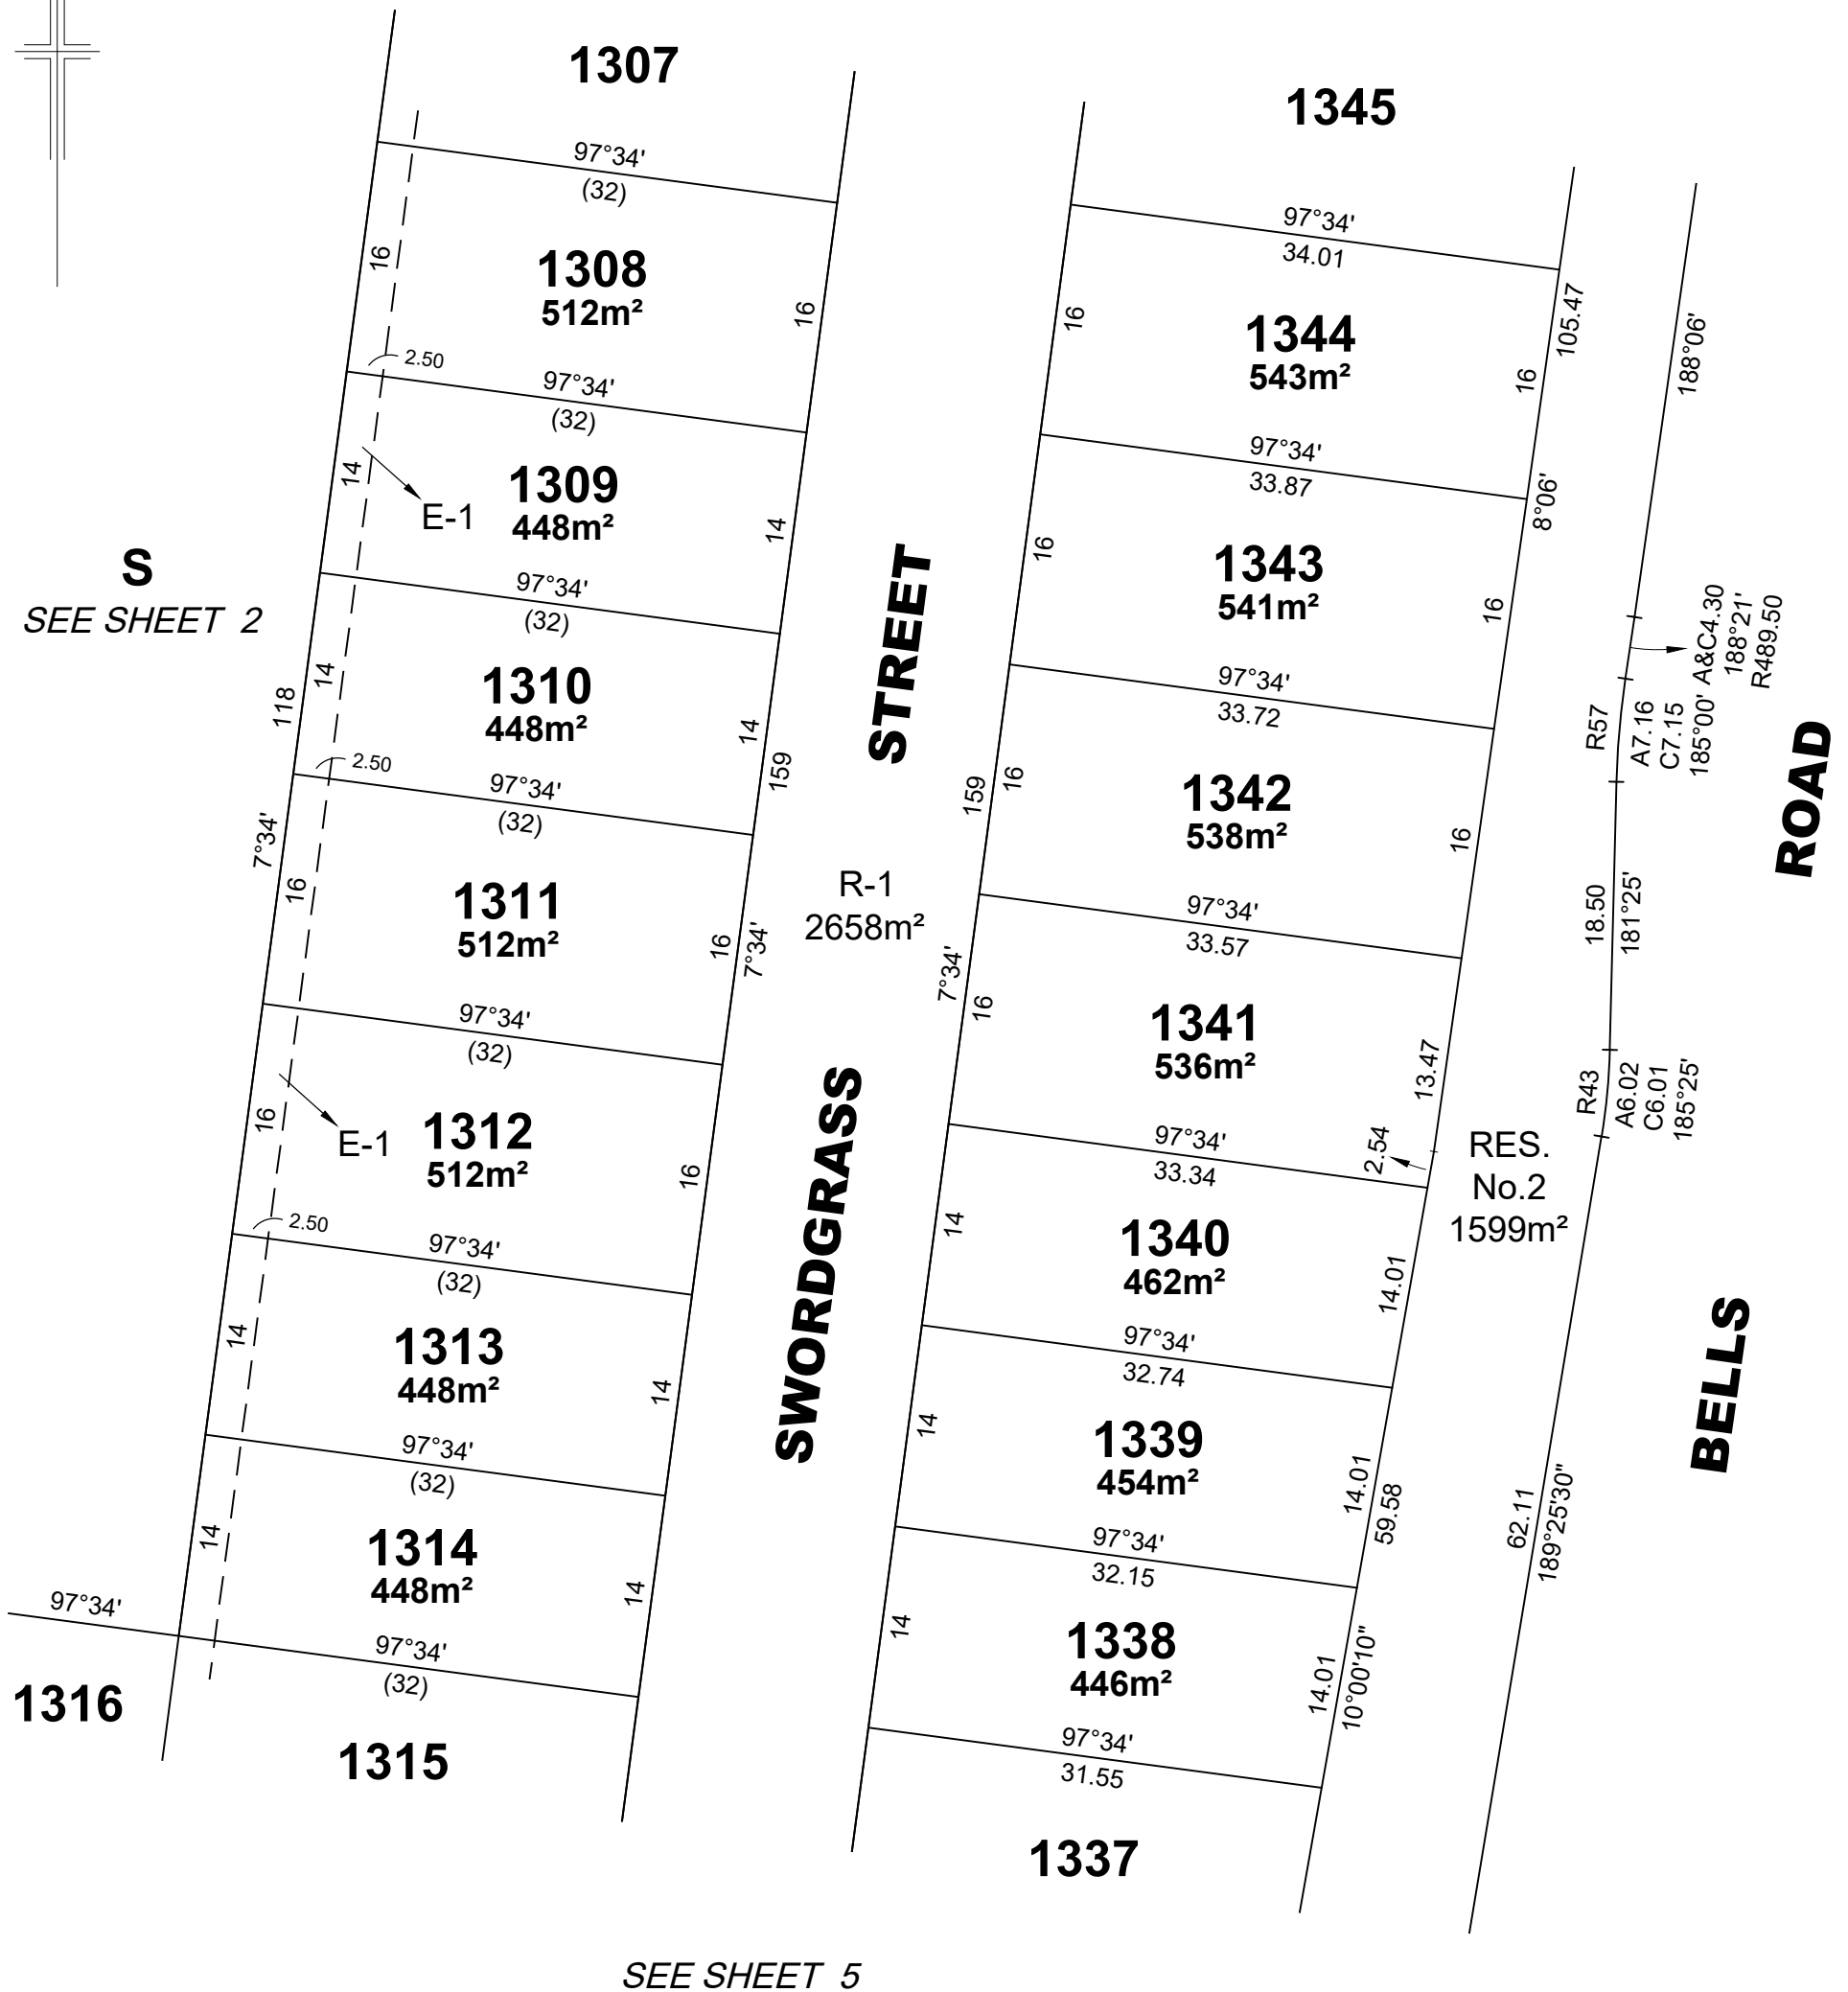 1307
97°34'
(32)
16
1308
512m²
16
2.50
97°34'
(32)
14
E-1
1309
448m²
14
97°34'
(32)
S
SEE SHEET 2
14
118
1310
448m²
14
159
2.50
97°34'
(32)
7°34'
16
1311
512m²
16
7°34'
97°34'
(32)
16
E-1
1312
512m²
16
2.50
97°34'
(32)
14
1313
448m²
14
97°34'
(32)
14
1314
448m²
14
97°34'
97°34'
(32)
1316
1315
STREET
R-1
2658m²
SWORDGRASS
1345
97°34'
34.01
16
1344
543m²
16
105.47
97°34'
33.87
8°06'
16
1343
541m²
16
97°34'
33.72
159
16
1342
538m²
16
97°34'
33.57
7°34'
16
1341
536m²
13.47
2.54
97°34'
33.34
14
1340
462m²
14.01
97°34'
32.74
14
1339
454m²
14.01
59.58
97°34'
32.15
14
1338
446m²
14.01
10°00'10"
97°34'
31.55
1337
188°06'
A&C4.30
188°21'
R489.50
R57
A7.16
C7.15
185°00'
18.50
181°25'
R43
A6.02
C6.01
185°25'
RES.
No.2
1599m²
62.11
189°25'30"
ROAD
BELLS
SEE SHEET 5